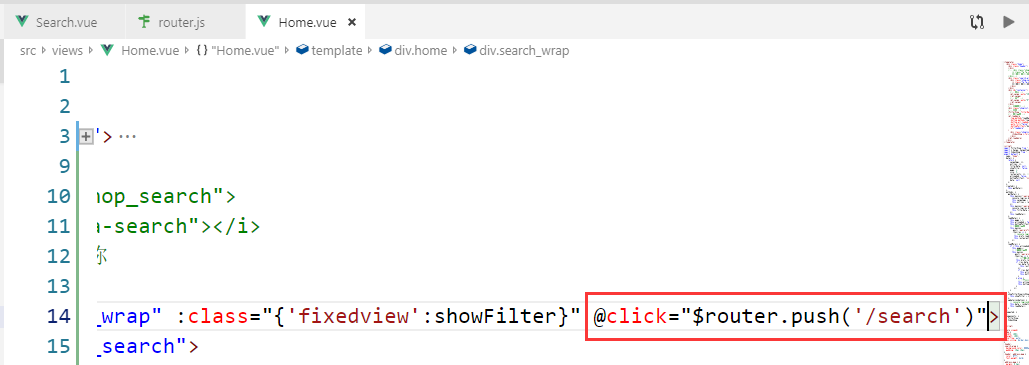 Search.vue router.js Home.vue ×
src > views > Home.vue > {} "Home.vue" > template > div.home > div.search_wrap
1
2
3 '> ···
9
10 hop_search">
11 a-search"></i>
12
13
14 _wrap" :class="{'fixedview':showFilter}" @click="$router.push('/search')">
15 _search">